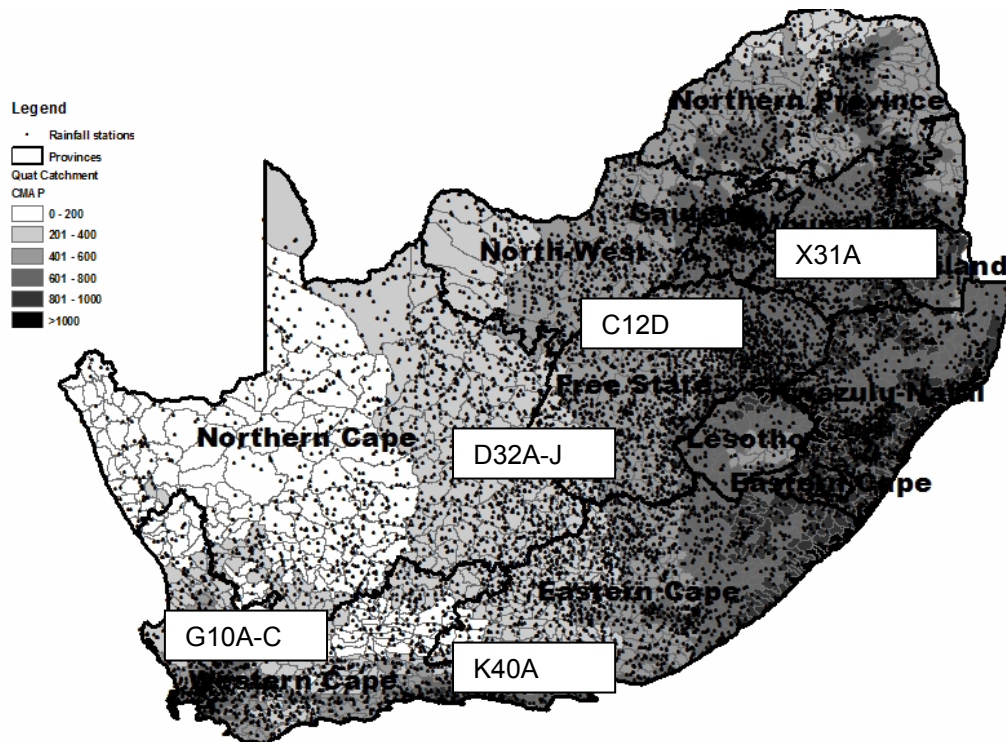 Legend
Rainfall stations
Provinces
Quat Catchment
CMAP
0 - 200
201 - 400
401 - 600
601 - 800
801 - 1000
>1000
Northern Province
North-West
X31A
C12D
Free State
Northern Cape
Lesotho
D32A-J
Eastern Cape
Eastern Cape
G10A-C
K40A
Western Cape